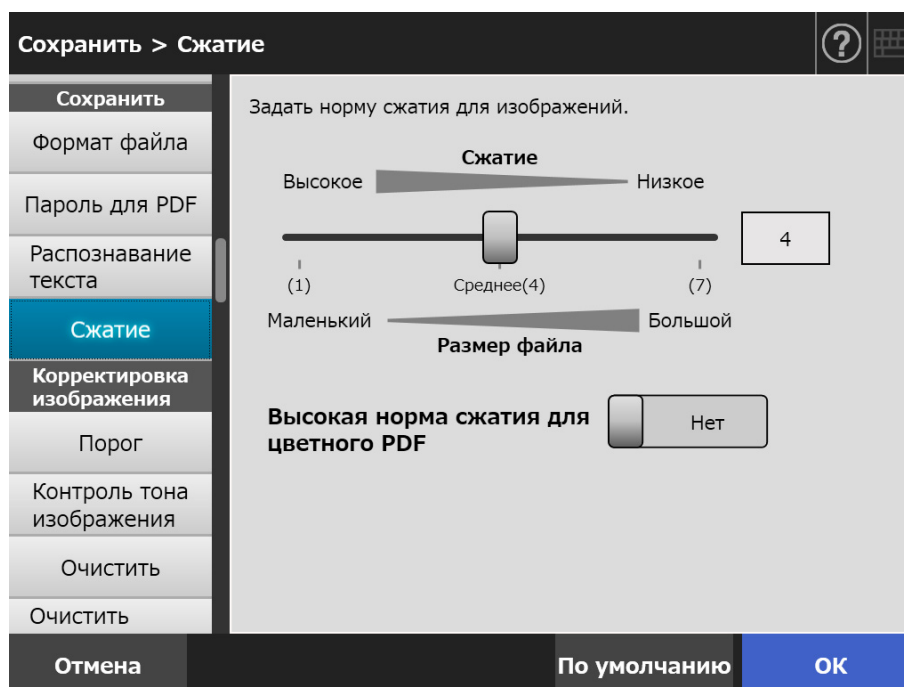 Сохранить > Сжатие
?
Сохранить
Формат файла
Пароль для PDF
Распознавание
текста
Сжатие
Корректировка
изображения
Порог
Контроль тона
изображения
Очистить
Очистить
Задать норму сжатия для изображений.
Сжатие
Высокое Низкое
4
(1) Среднее(4) (7)
Маленький Большой
Размер файла
Высокая норма сжатия для
цветного PDF
Нет
Отмена По умолчанию ОК